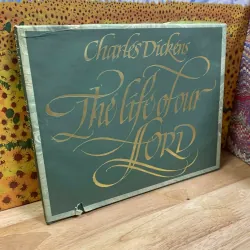 Charles Dickens
The life of our
LORD